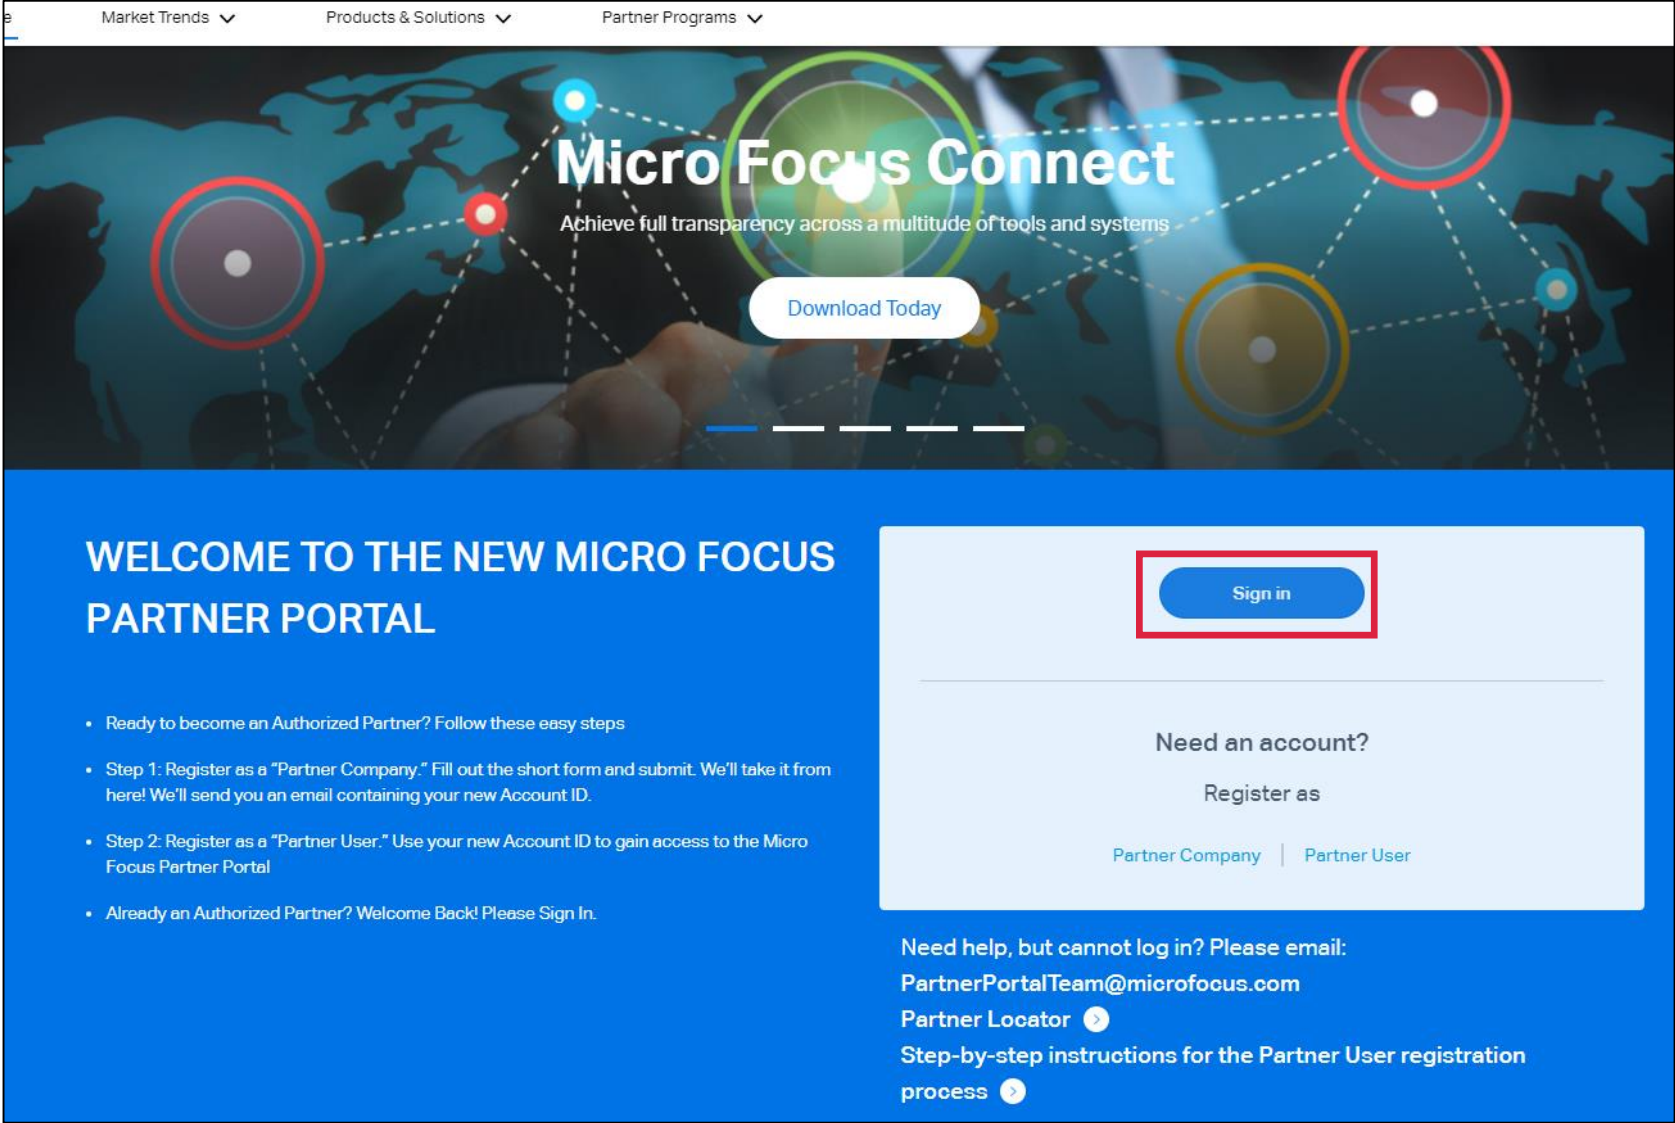 e
Market Trends
Products & Solutions
Partner Programs
Micro Focus Connect
Achieve full transparency across a multitude of tools and systems
Download Today
WELCOME TO THE NEW MICRO FOCUS
PARTNER PORTAL
• Ready to become an Authorized Partner? Follow these easy steps
• Step 1: Register as a “Partner Company.” Fill out the short form and submit. We’ll take it from
here! We’ll send you an email containing your new Account ID.
• Step 2: Register as a “Partner User.” Use your new Account ID to gain access to the Micro
Focus Partner Portal
• Already an Authorized Partner? Welcome Back! Please Sign In.
Sign in
Need an account?
Register as
Partner Company | Partner User
Need help, but cannot log in? Please email:
PartnerPortalTeam@microfocus.com
Partner Locator
Step-by-step instructions for the Partner User registration
process